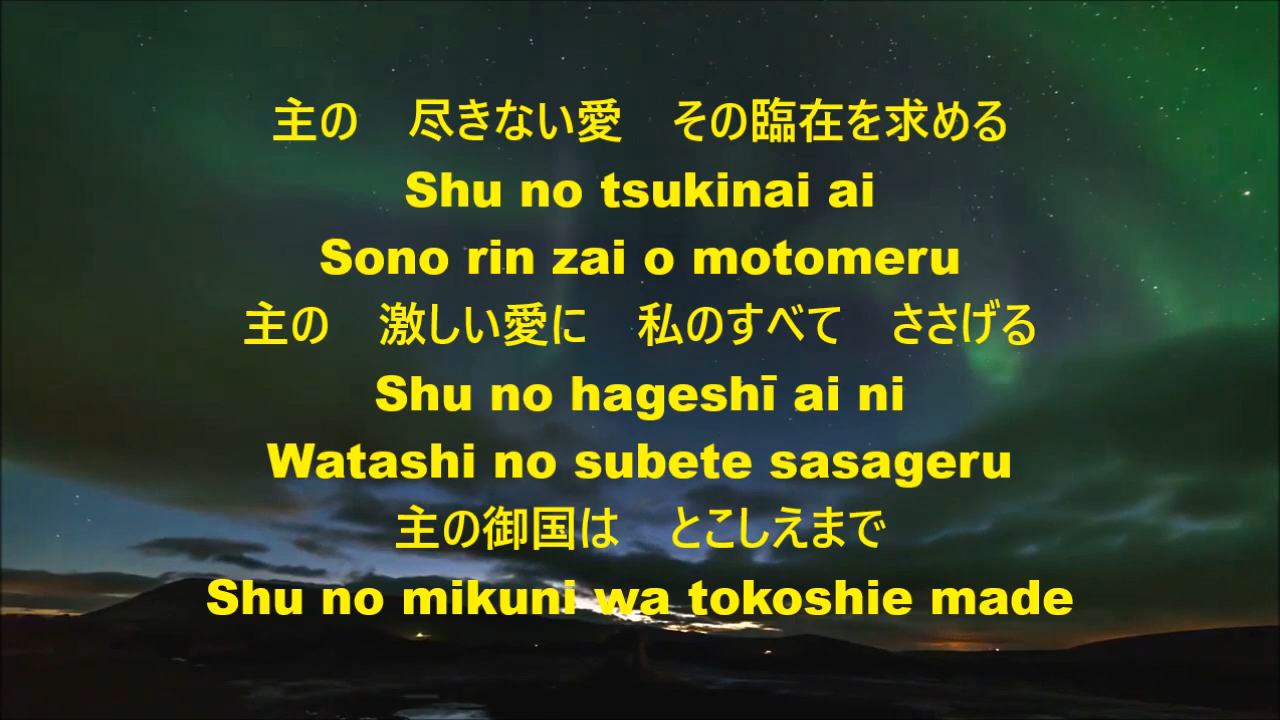 主の　尽きない愛　その臨在を求める
Shu no tsukinai ai
Sono rin zai o motomeru
主の　激しい愛に　私のすべて　ささげる
Shu no hageshī ai ni
Watashi no subete sasageru
主の御国は　とこしえまで
Shu no mikuni wa tokoshie made